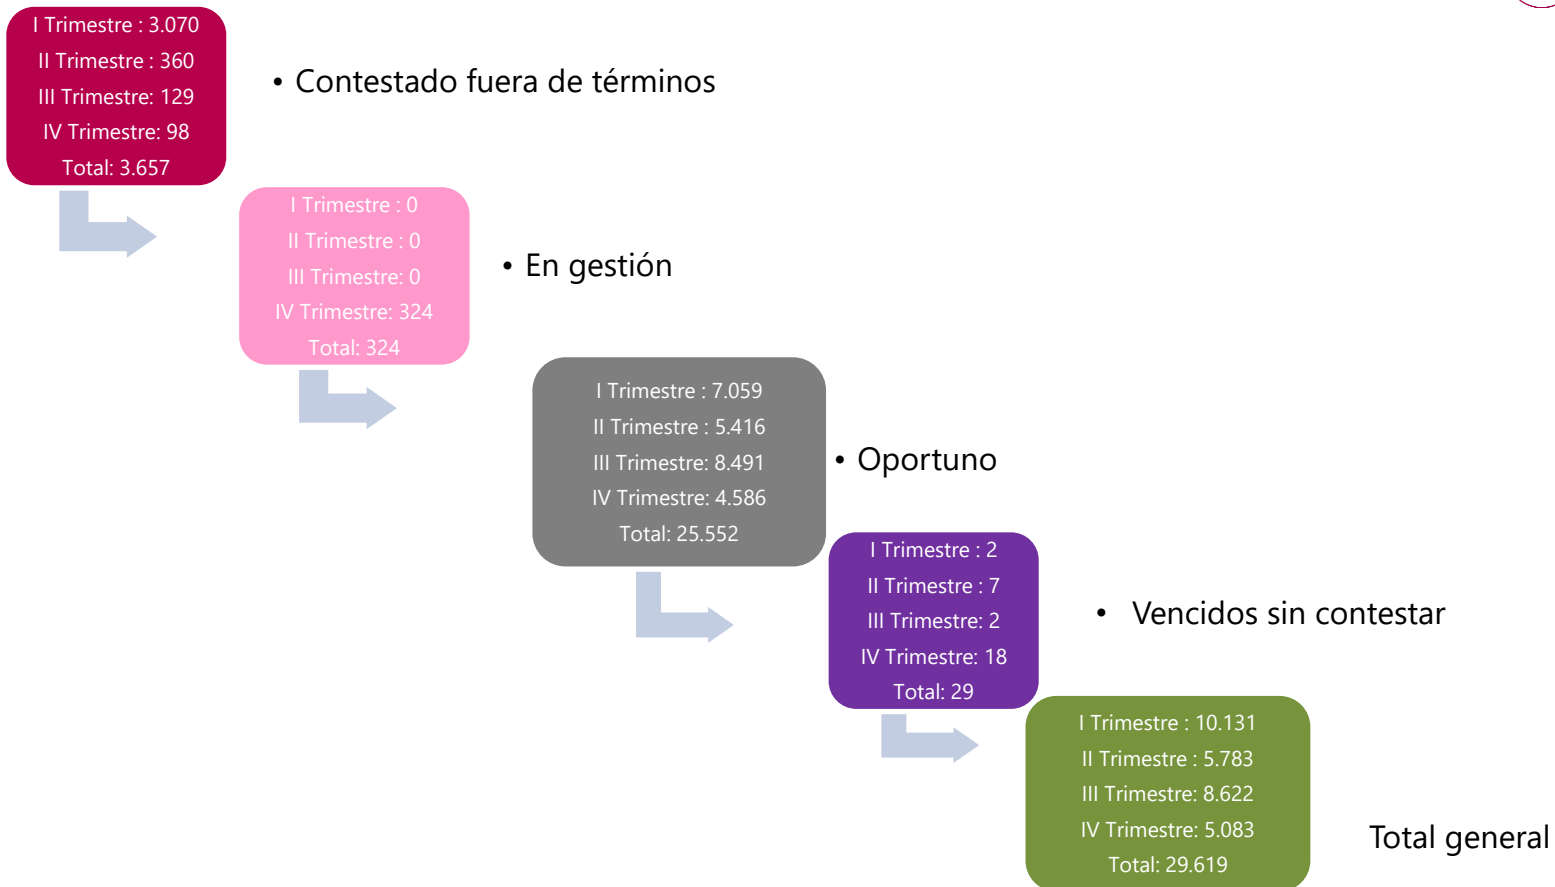 I Trimestre : 3.070
II Trimestre : 360
III Trimestre: 129
IV Trimestre: 98
Total: 3.657
• Contestado fuera de términos
I Trimestre : 0
II Trimestre : 0
III Trimestre: 0
IV Trimestre: 324
Total: 324
• En gestión
I Trimestre : 7.059
II Trimestre : 5.416
III Trimestre: 8.491
IV Trimestre: 4.586
Total: 25.552
• Oportuno
I Trimestre : 2
II Trimestre : 7
III Trimestre: 2
IV Trimestre: 18
Total: 29
• Vencidos sin contestar
I Trimestre : 10.131
II Trimestre : 5.783
III Trimestre: 8.622
IV Trimestre: 5.083
Total: 29.619
Total general